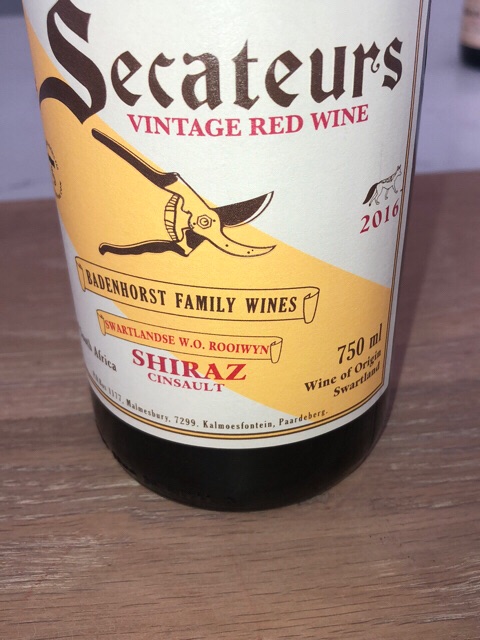 Secateurs
VINTAGE RED WINE
2016
BADENHORST FAMILY WINES
SWARTLANDSE W.O. ROOIWYN
SHIRAZ
CINSAULT
Africa
750 ml
Wine of Origin
Swartland
1377, Malmesbury, 7299. Kalmoesfontein, Paardeberg.